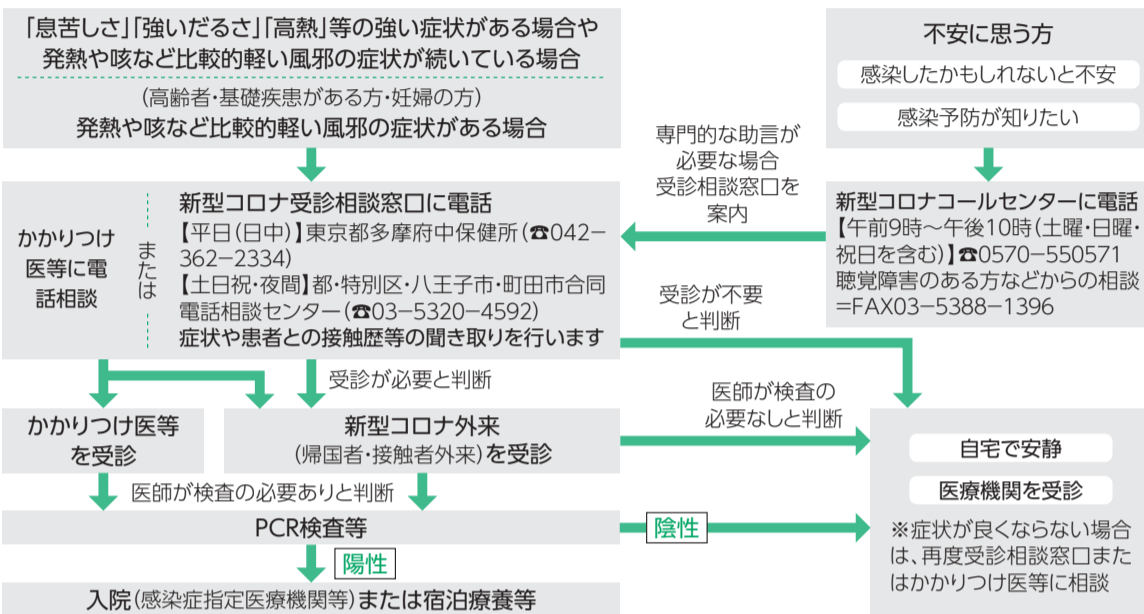 「息苦しさ」「強いだるさ」「高熱」等の強い症状がある場合や
発熱や咳など比較的軽い風邪の症状が続いている場合
(高齢者・基礎疾患がある方・妊婦の方)
発熱や咳など比較的軽い風邪の症状がある場合
不安に思う方
感染したかもしれないと不安
感染予防が知りたい
専門的な助言が
必要な場合
受診相談窓口を
案内
かかりつけ
医等に電
話相談
または
新型コロナ受診相談窓口に電話
【平日(日中)】東京都多摩府中保健所(☎042−
362−2334)
【土日祝・夜間】都・特別区・八王子市・町田市合同
電話相談センター(☎03−5320−4592)
症状や患者との接触歴等の聞き取りを行います
新型コロナコールセンターに電話
【午前9時〜午後10時(土曜・日曜・
祝日を含む)】☎0570−550571
聴覚障害のある方などからの相談
=FAX03−5388−1396
受診が不要
と判断
受診が必要と判断
医師が検査の
必要なしと判断
かかりつけ医等
を受診
新型コロナ外来
(帰国者・接触者外来)を受診
自宅で安静
医療機関を受診
※症状が良くならない場合
は、再度受診相談窓口また
はかかりつけ医等に相談
医師が検査の必要ありと判断
PCR検査等
陰性
陽性
入院(感染症指定医療機関等)または宿泊療養等